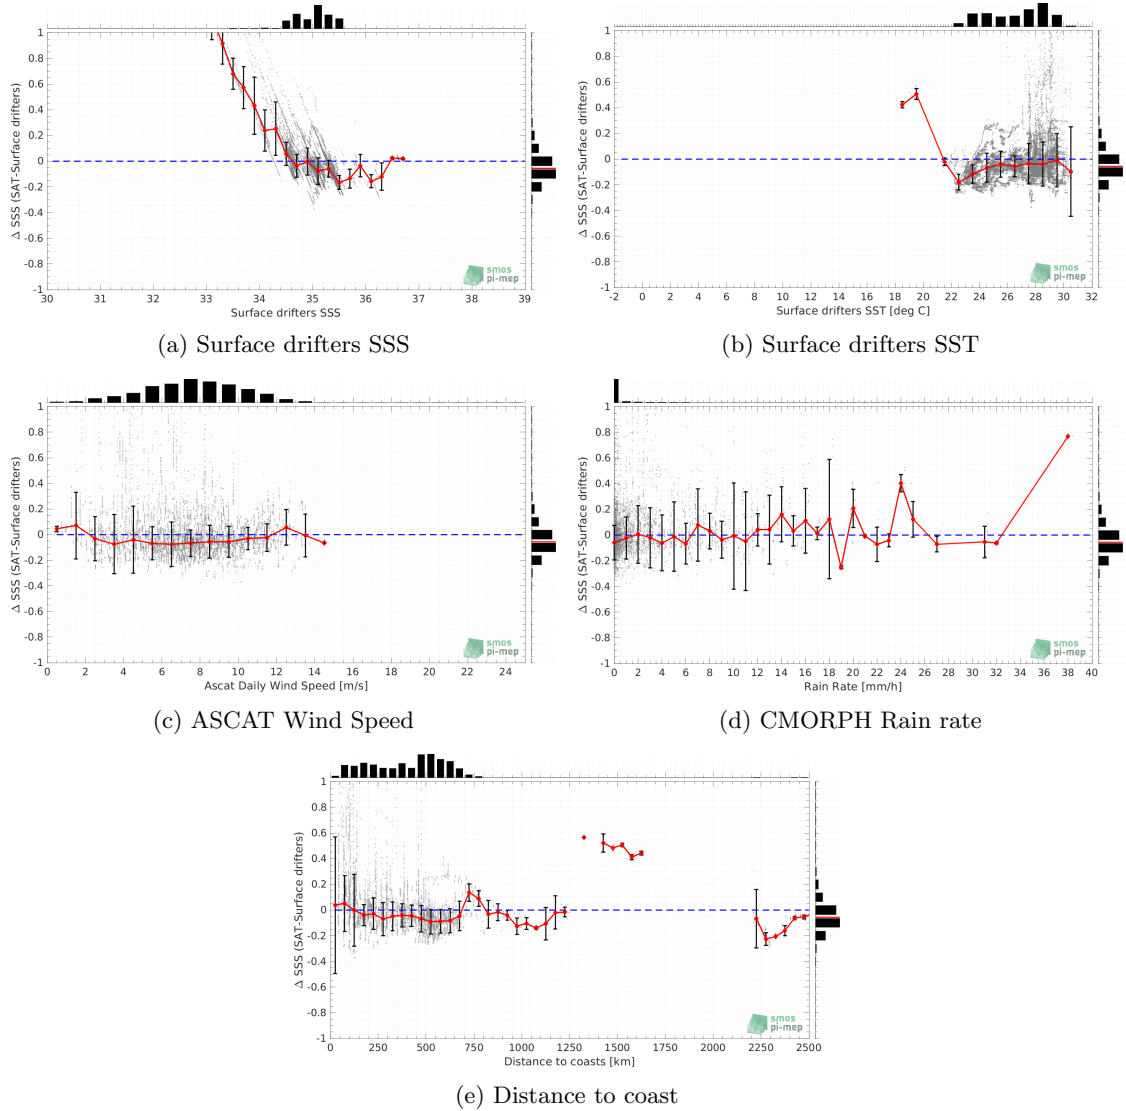 1
0.8
0.6
0.4
0.2
0
-0.2
-0.4
-0.6
-0.8
-1
Δ SSS (SAT-Surface drifters)
30 31 32 33 34 35 36 37 38 39
Surface drifters SSS
smos
pi-mep
(a) Surface drifters SSS
1
0.8
0.6
0.4
0.2
0
-0.2
-0.4
-0.6
-0.8
-1
Δ SSS (SAT-Surface drifters)
-2 0 2 4 6 8 10 12 14 16 18 20 22 24 26 28 30 32
Surface drifters SST [deg C]
smos
pi-mep
(b) Surface drifters SST
1
0.8
0.6
0.4
0.2
0
-0.2
-0.4
-0.6
-0.8
-1
Δ SSS (SAT-Surface drifters)
0 2 4 6 8 10 12 14 16 18 20 22 24
Ascat Daily Wind Speed [m/s]
smos
pi-mep
(c) ASCAT Wind Speed
1
0.8
0.6
0.4
0.2
0
-0.2
-0.4
-0.6
-0.8
-1
Δ SSS (SAT-Surface drifters)
0 2 4 6 8 10 12 14 16 18 20 22 24 26 28 30 32 34 36 38 40
Rain Rate [mm/h]
smos
pi-mep
(d) CMORPH Rain rate
1
0.8
0.6
0.4
0.2
0
-0.2
-0.4
-0.6
-0.8
-1
Δ SSS (SAT-Surface drifters)
0 250 500 750 1000 1250 1500 1750 2000 2250 2500
Distance to coasts [km]
smos
pi-mep
(e) Distance to coast